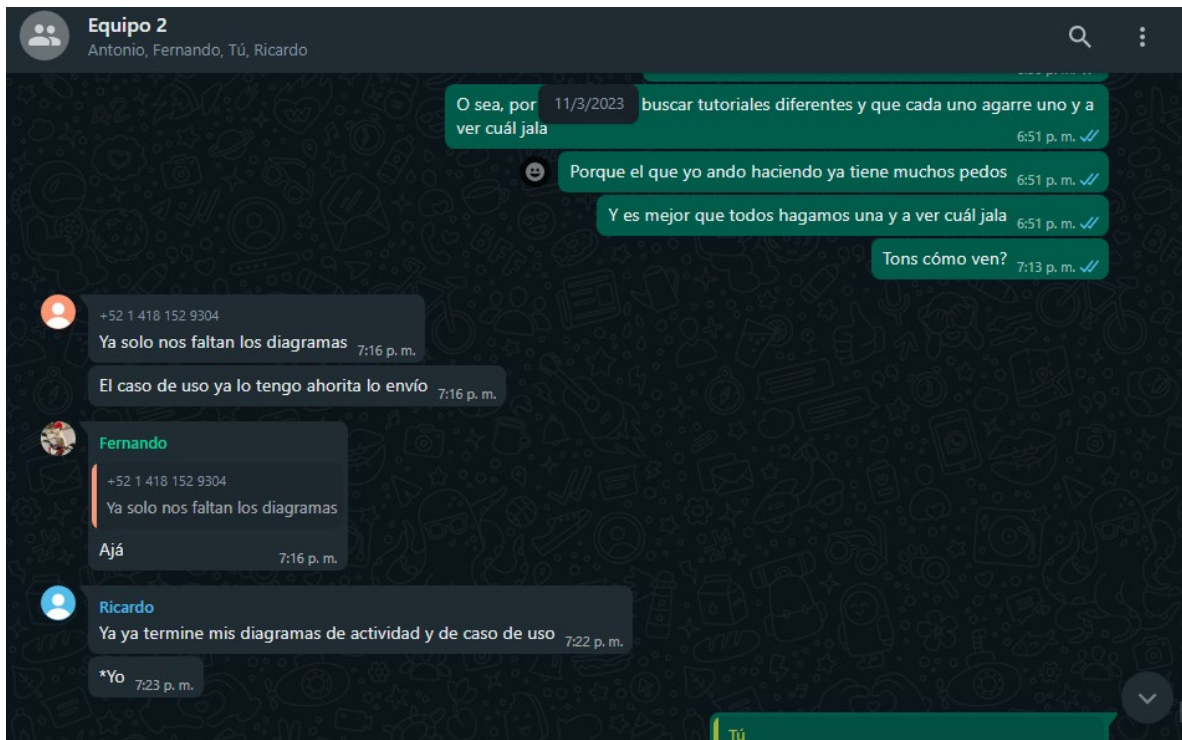 Equipo 2
Antonio, Fernando, Tú, Ricardo
O sea, por 11/3/2023 buscar tutoriales diferentes y que cada uno agarre uno y a
ver cuál jala 6:51 p. m.
Porque el que yo ando haciendo ya tiene muchos pedos 6:51 p. m.
Y es mejor que todos hagamos una y a ver cuál jala 6:51 p. m.
Tons cómo ven? 7:13 p. m.
+52 1 418 152 9304
Ya solo nos faltan los diagramas 7:16 p. m.
El caso de uso ya lo tengo ahorita lo envío 7:16 p. m.
Fernando
+52 1 418 152 9304
Ya solo nos faltan los diagramas
Ajá 7:16 p. m.
Ricardo
Ya ya termine mis diagramas de actividad y de caso de uso 7:22 p. m.
*Yo 7:23 p. m.
Tú